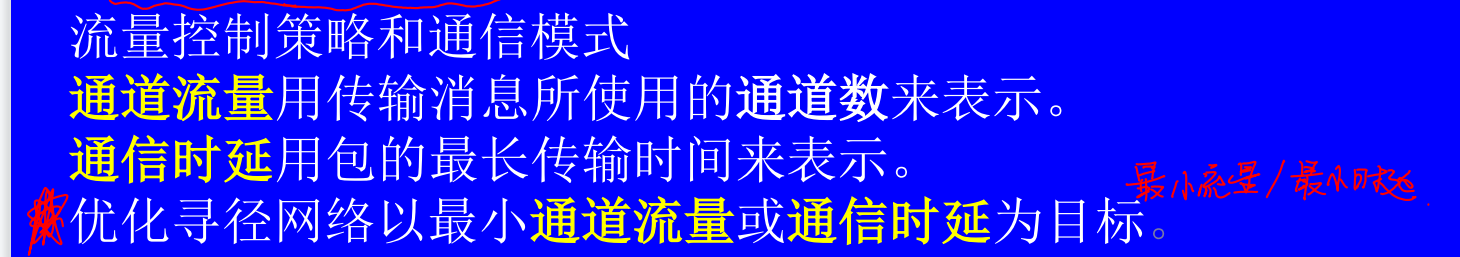 流量控制策略和通信模式
通道流量用传输消息所使用的通道数来表示。
通信时延用包的最长传输时间来表示。
最小流量/最小时延
优化寻径网络以最小通道流量或通信时延为目标。